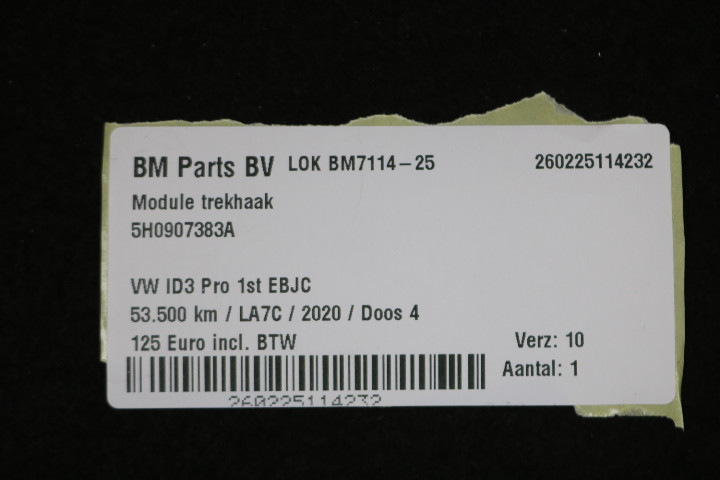 BM Parts BV LOK BM7114-25 260225114232
Module trekhaak
5H0907383A
VW ID3 Pro 1st EBJC
53.500 km / LA7C / 2020 / Doos 4
125 Euro incl. BTW Verz: 10
Aantal: 1
260225114232